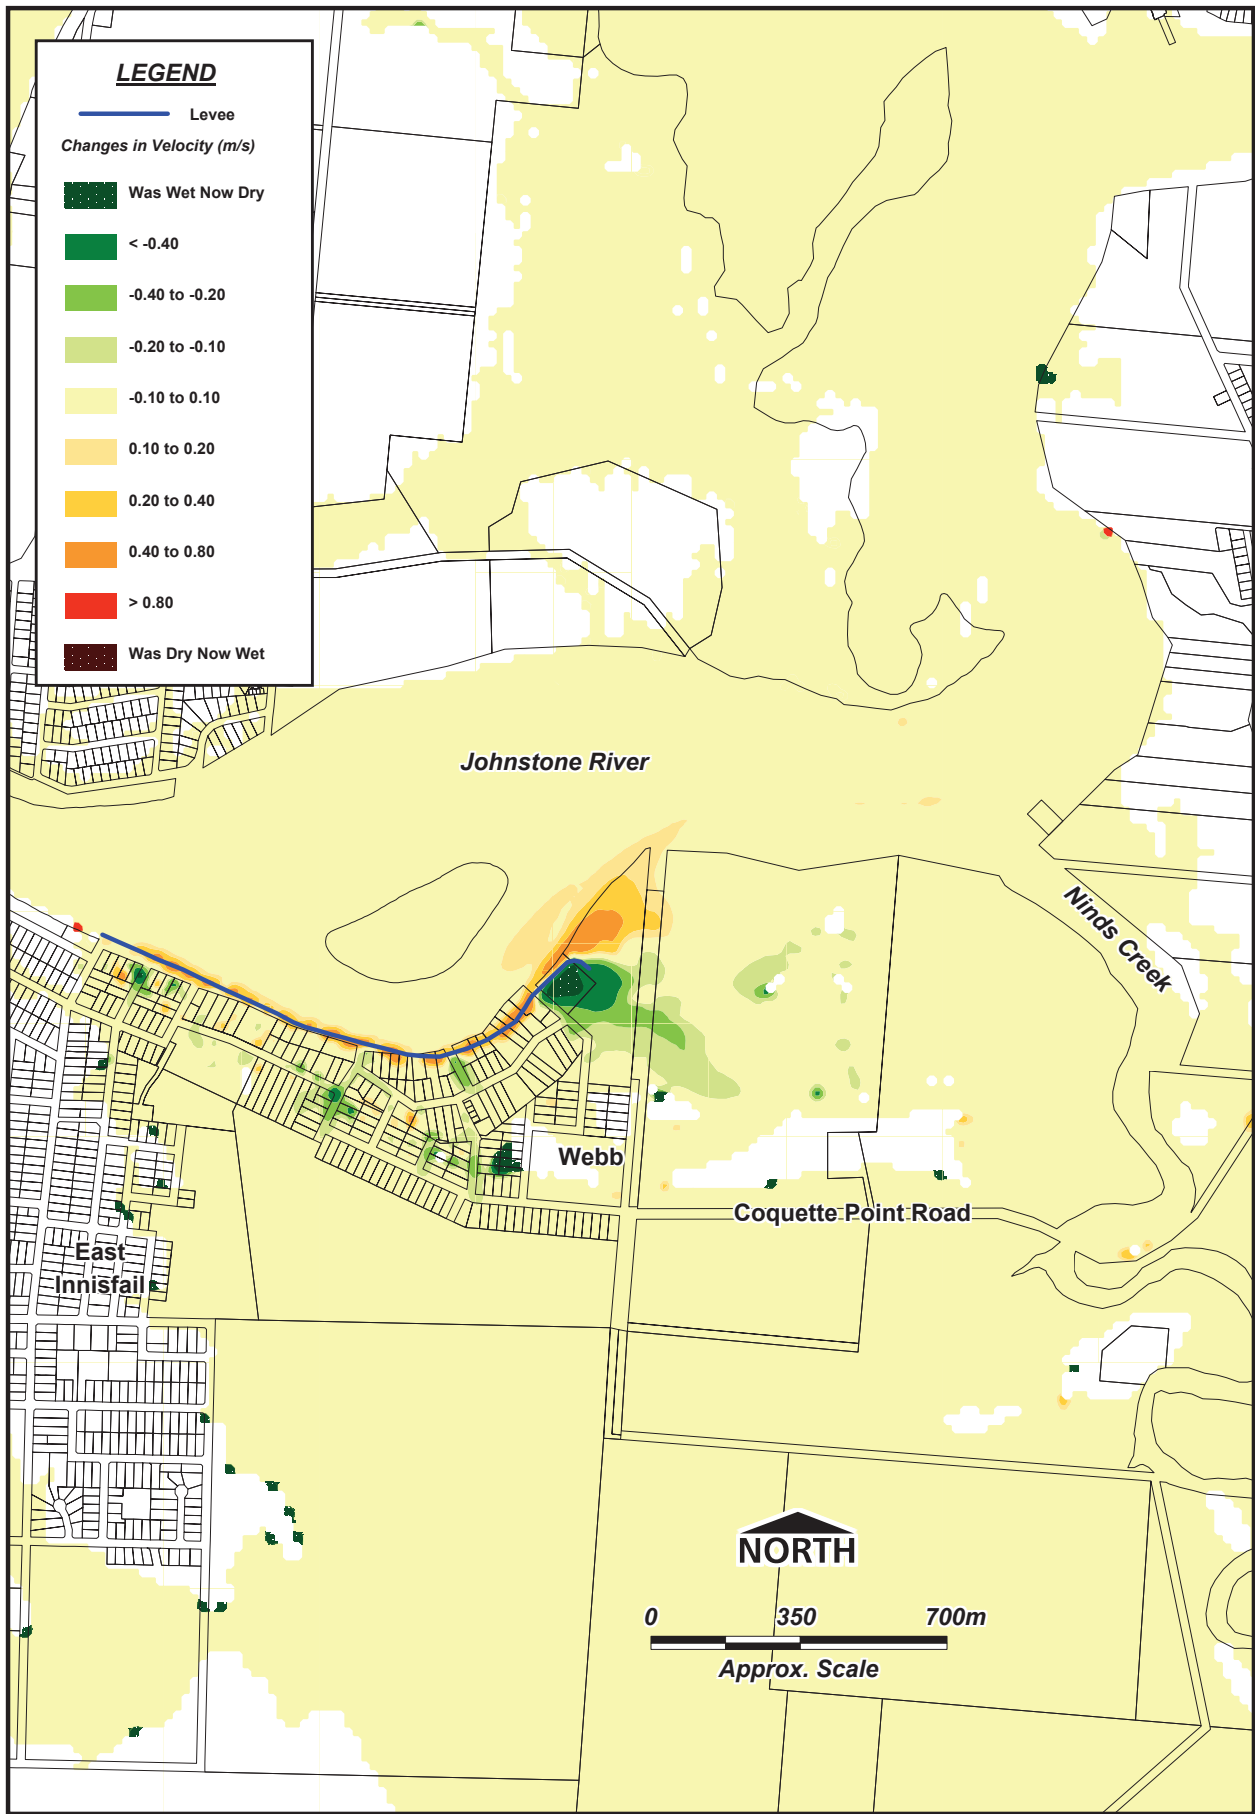 LEGEND
Levee
Changes in Velocity (m/s)
Was Wet Now Dry
< -0.40
-0.40 to -0.20
-0.20 to -0.10
-0.10 to 0.10
0.10 to 0.20
0.20 to 0.40
0.40 to 0.80
> 0.80
Was Dry Now Wet
Johnstone River
Ninds Creek
Webb
Coquette Point Road
East
Innisfail
NORTH
0 350 700m
Approx. Scale